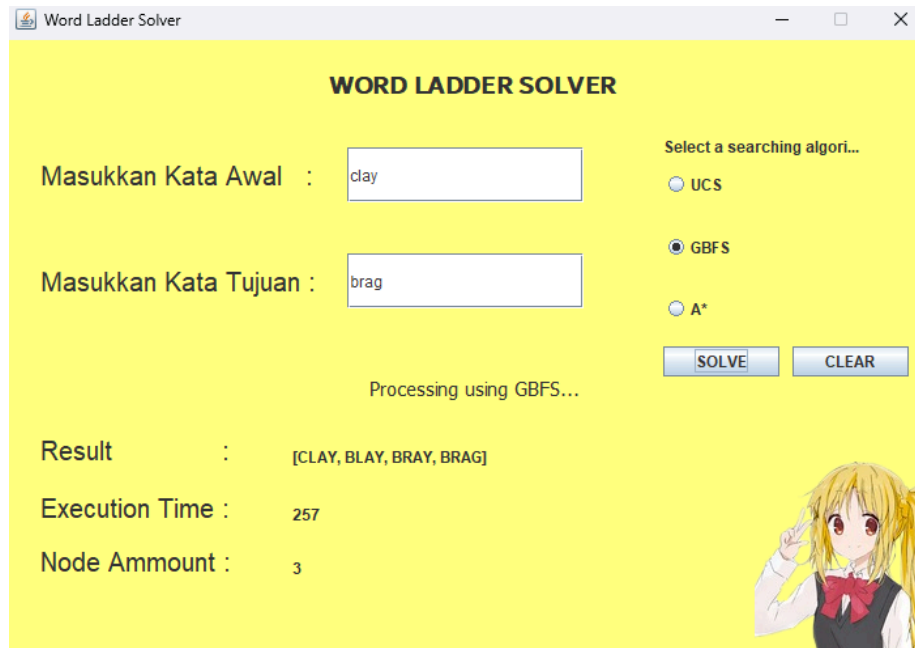 Word Ladder Solver
WORD LADDER SOLVER
Masukkan Kata Awal :
clay
Masukkan Kata Tujuan :
brag
Select a searching algori...
UCS
GBFS
A*
SOLVE
CLEAR
Processing using GBFS...
Result : [CLAY, BLAY, BRAY, BRAG]
Execution Time : 257
Node Ammount : 3